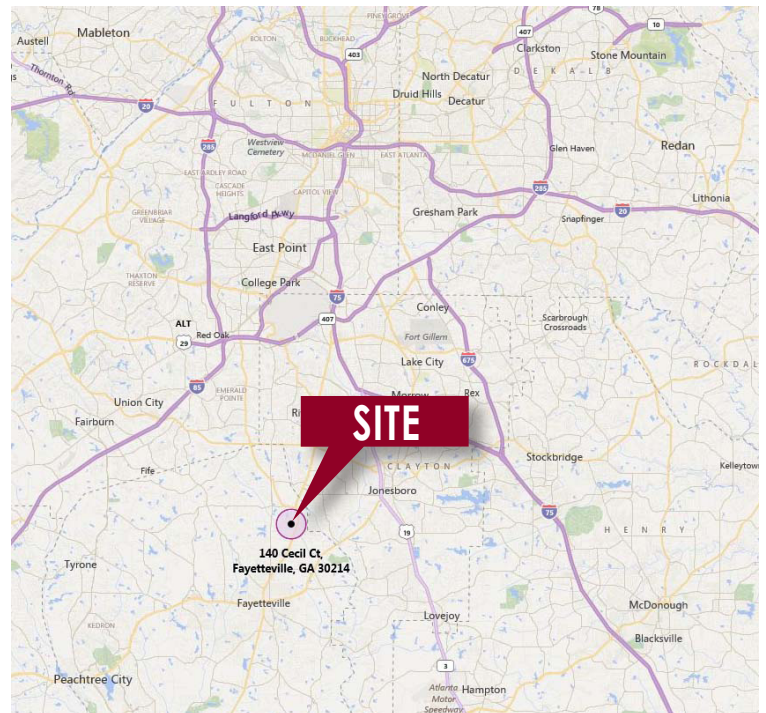 PINEY GROVE
78
10
Mableton
Austell
BOLTON
BUCKHEAD
407
Clarkston
Stone Mountain
403
North Decatur
DEKALB
Thornton Rd
Druid Hills
Decatur
20
FULTON
Westview
Cemetery
285
MCDANIEL GLEN
EAST ATLANTA
Glen Haven
Redan
EAST ARDLEY ROAD
CASCADE
HEIGHTS
CAPITOL VIEW
285
Lithonia
GREENBRIAR
VILLAGE
Langford Pkwy
Gresham Park
Snapfinger
20
East Point
THAXTON
RESERVE
College Park
75
Conley
ALT
407
Scarbrough
Crossroads
29
Red Oak
Fort Gillem
Lake City
675
ROCKDAL
85
EMERALD
POINTE
Morrow
Rex
Union City
Ri
SITE
Fairburn
Stockbridge
CLAYTON
Kelleytow
Fife
Jonesboro
75
HENRY
19
140 Cecil Ct,
Fayetteville, GA 30214
Tyrone
Fayetteville
McDonough
Lovejoy
KEDRON
Blacksville
3
Peachtree City
Atlanta
Motor
Speedway
Hampton